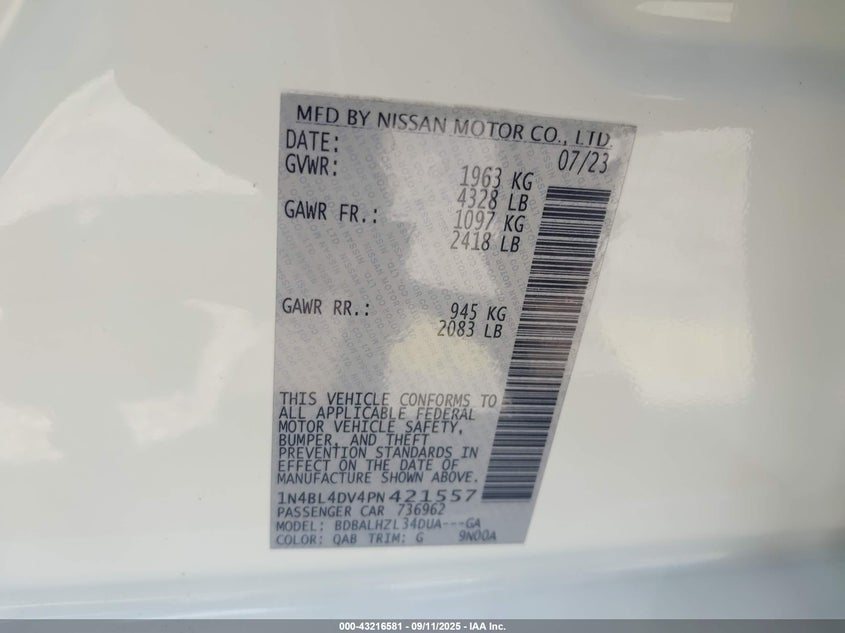 MFD BY NISSAN MOTOR CO., LTD.
DATE: 07/23
GVWR: 1963 KG
4328 LB
GAWR FR.: 1097 KG
2418 LB
GAWR RR.: 945 KG
2083 LB
THIS VEHICLE CONFORMS TO
ALL APPLICABLE FEDERAL
MOTOR VEHICLE SAFETY,
BUMPER, AND THEFT
PREVENTION STANDARDS IN
EFFECT ON THE DATE OF
MANUFACTURE SHOWN ABOVE.
1N4BL4DV4PN421557
PASSENGER CAR 736962
MODEL: BDBALHZL34DUA---GA
COLOR: QAB TRIM: G 9N00A
000-43216581 - 09/11/2025 - IAA Inc.